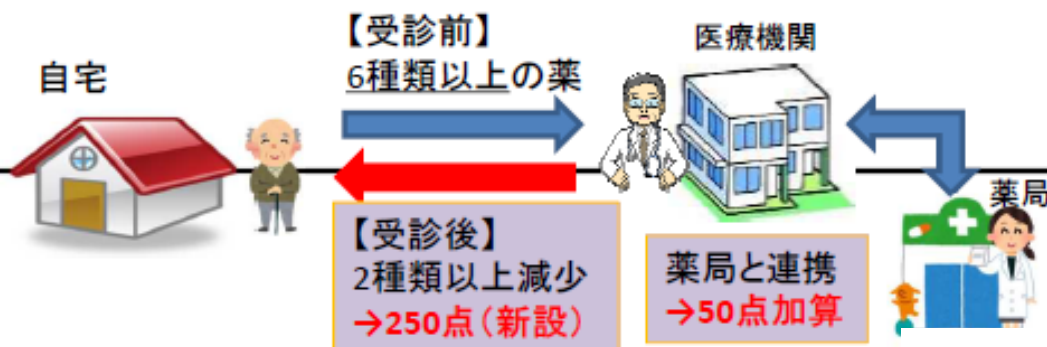 自宅
【受診前】
6種類以上の薬
医療機関
薬局
【受診後】
2種類以上減少
→250点（新設）
薬局と連携
→50点加算